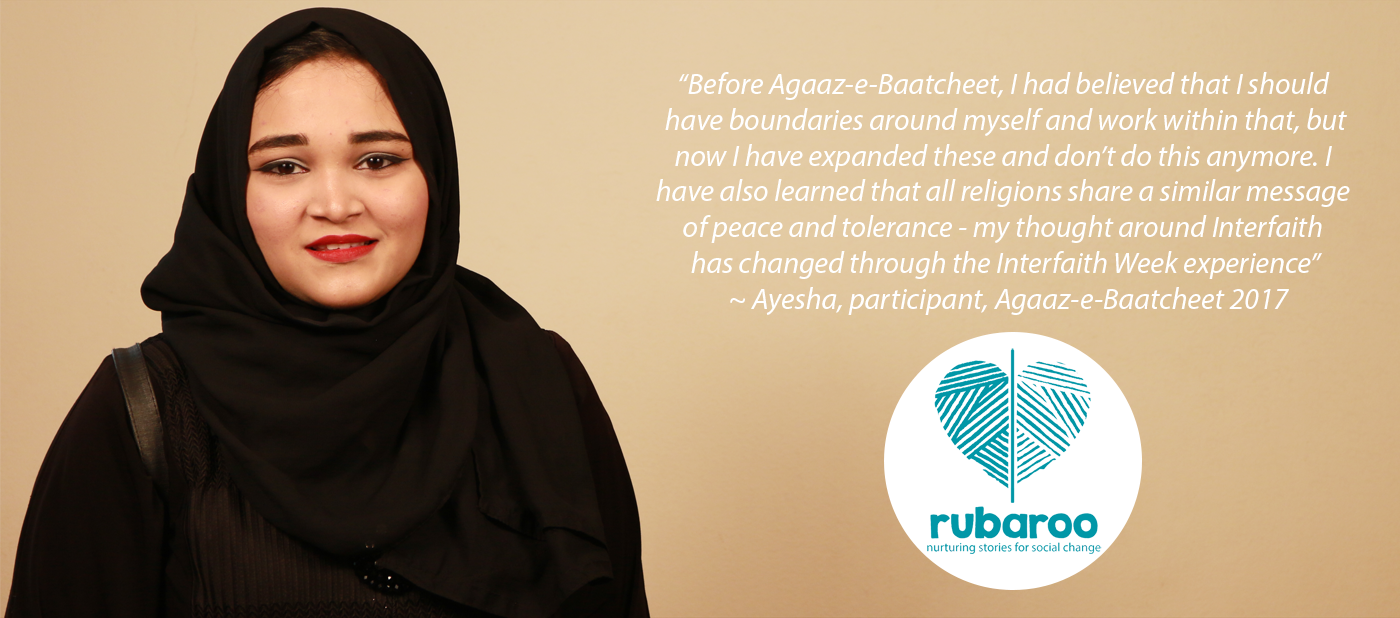 “Before Agaaz-e-Baatcheet, I had believed that I should
have boundaries around myself and work within that, but
now I have expanded these and don’t do this anymore. I
have also learned that all religions share a similar message
of peace and tolerance - my thought around Interfaith
has changed through the Interfaith Week experience”
~ Ayesha, participant, Agaaz-e-Baatcheet 2017
rubaroo
nurturing stories for social change